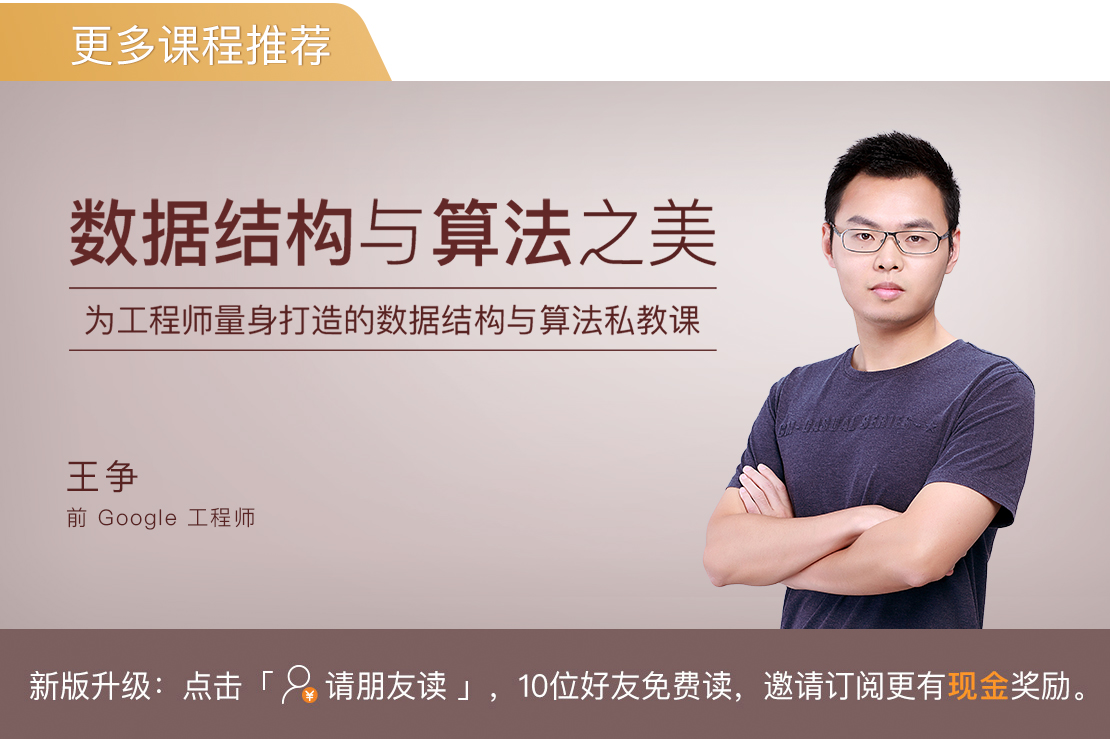 更多课程推荐
数据结构与算法之美
为工程师量身打造的数据结构与算法私教课
王争
前 Google 工程师
新版升级：点击「 ¥ 请朋友读 」，10位好友免费读，邀请订阅更有现金奖励。